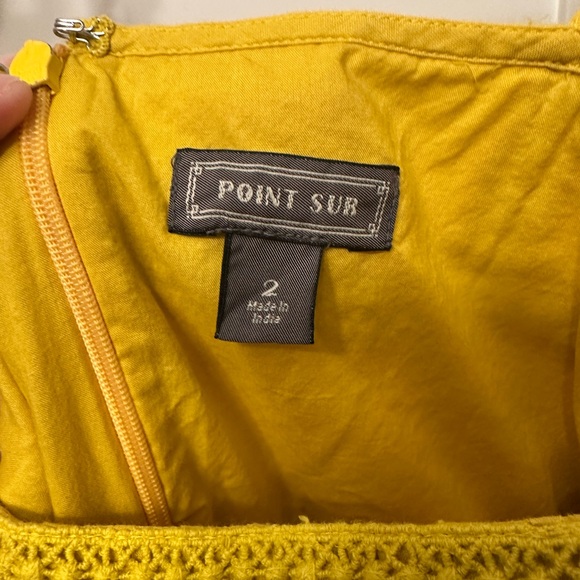 POINT SUR
2
Made in
India